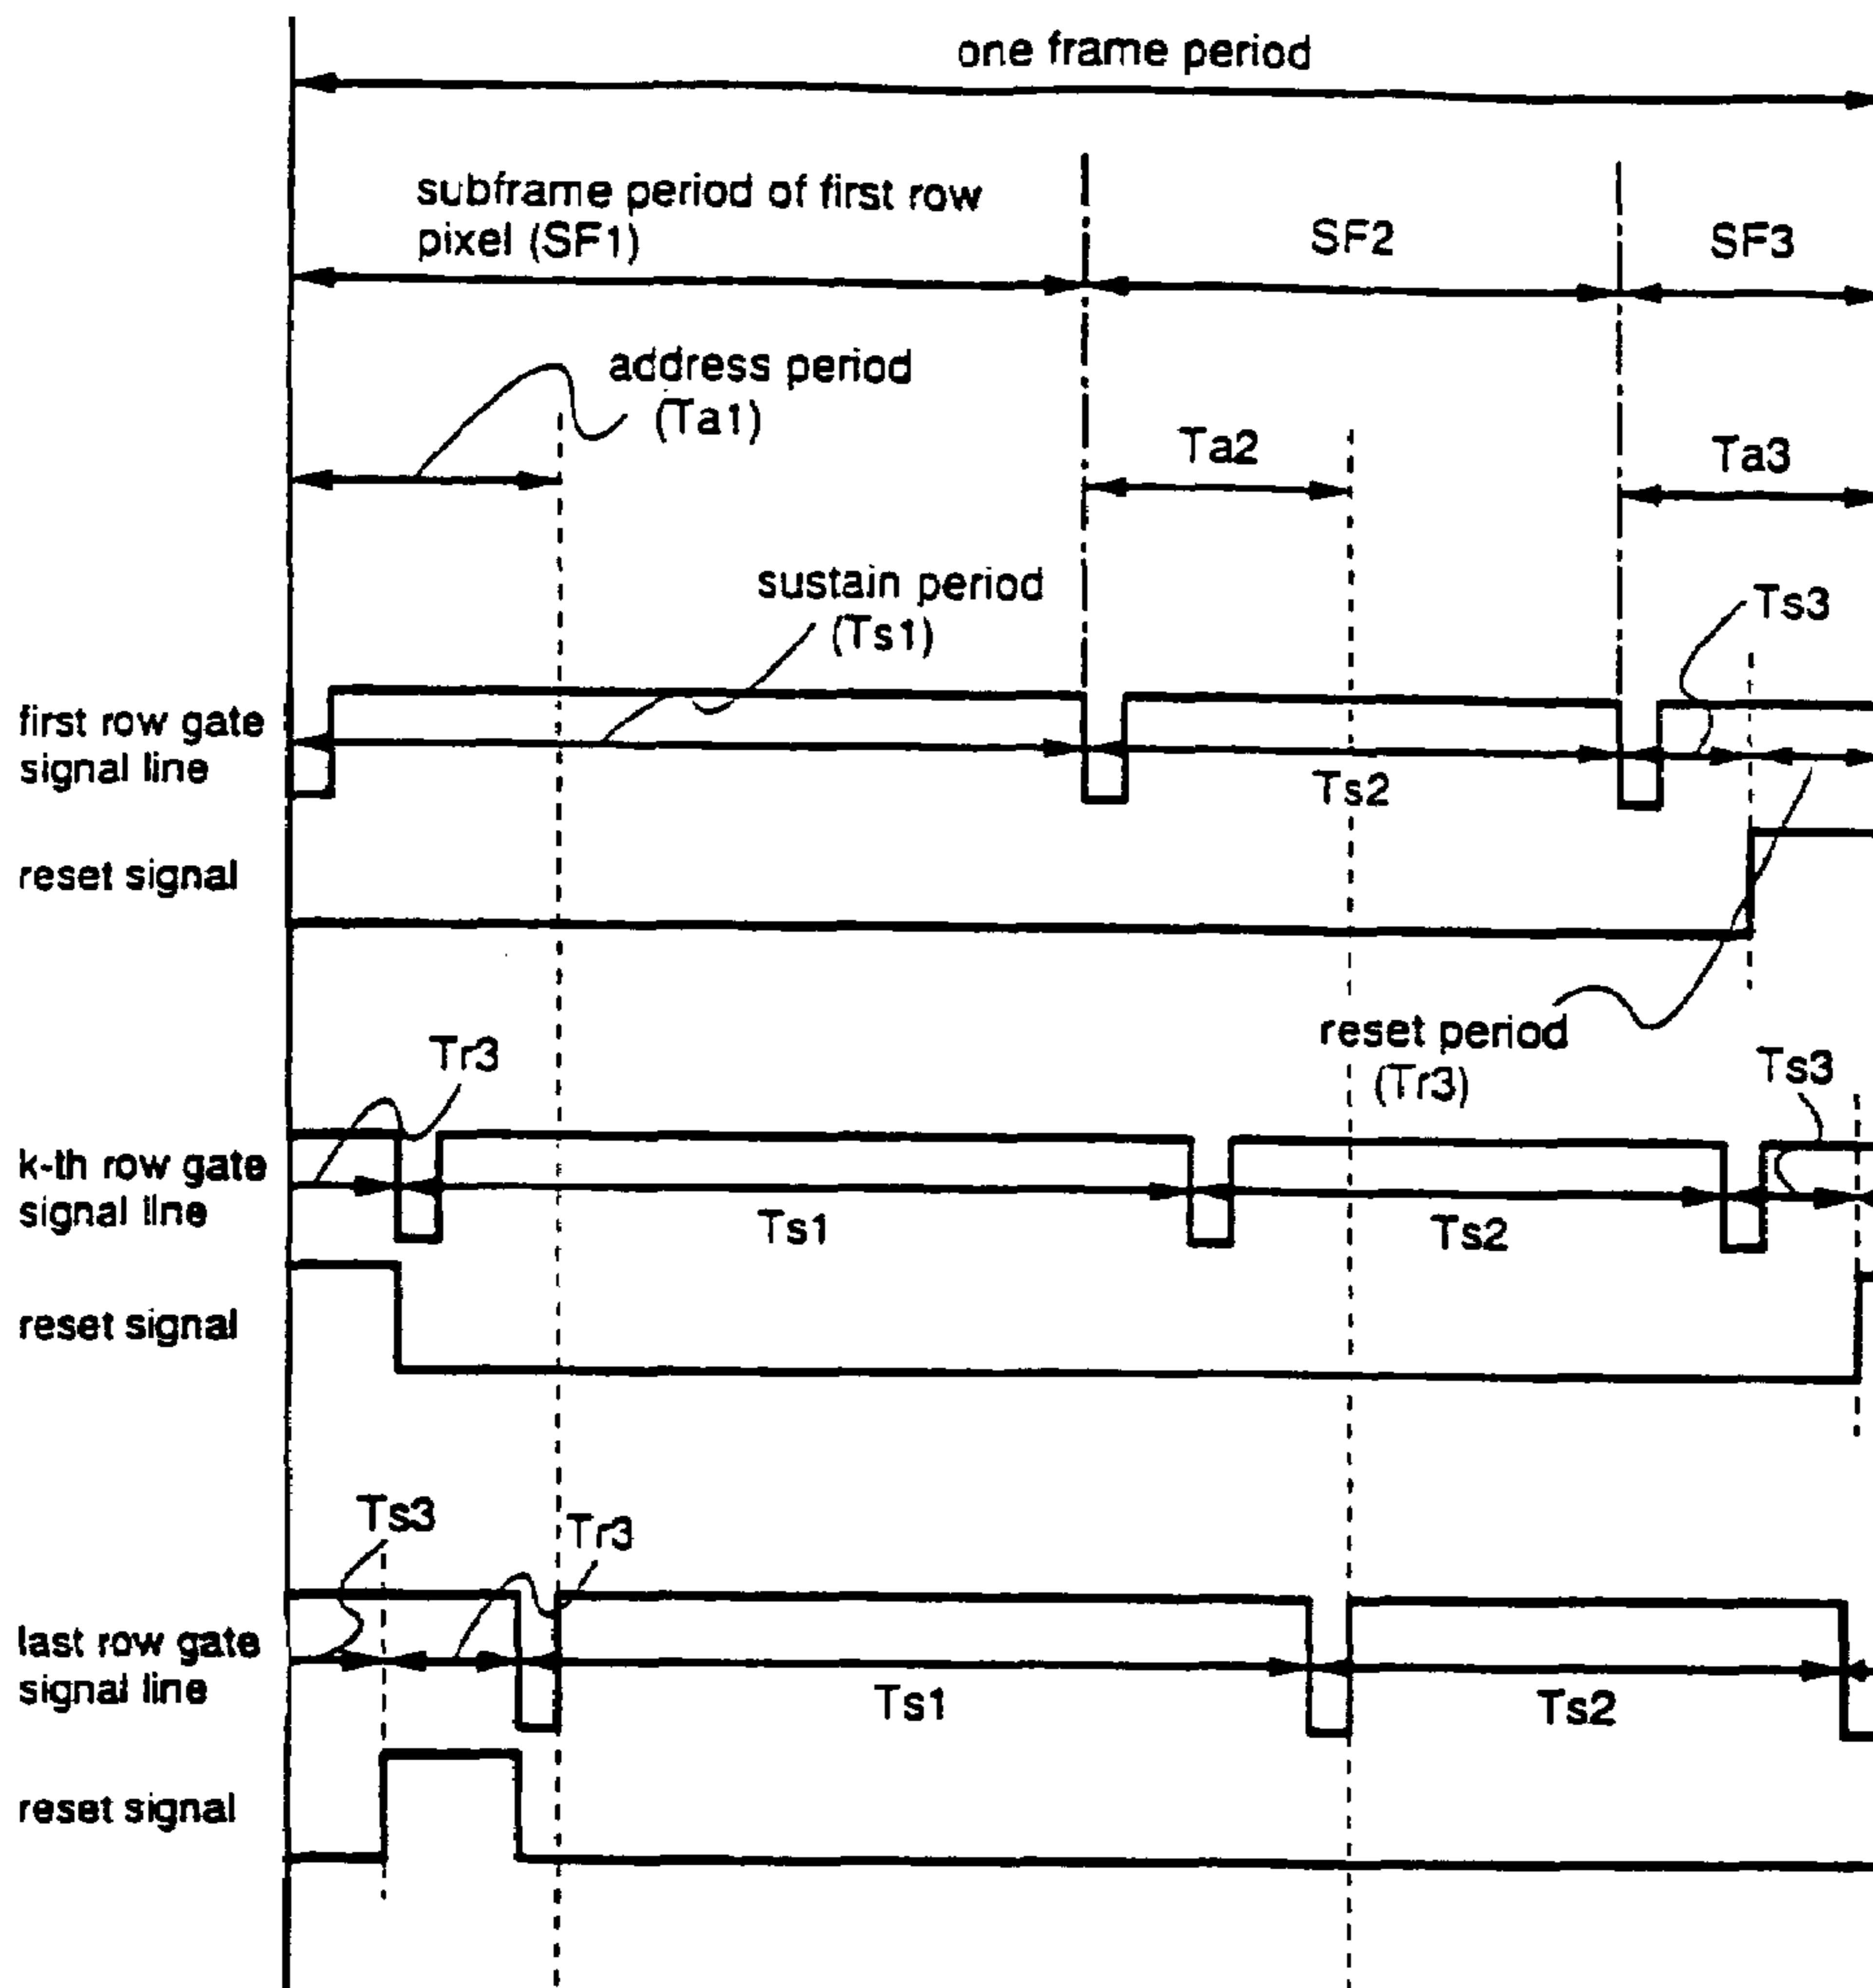 one frame period
subframe period of first row
pixel (SF1)
SF2
SF3
address period
(Ta1)
Ta2
Ta3
sustain period
(Ts1)
Ts3
first row gate
signal line
Ts2
reset signal
reset period
(Tr3)
Tr3
Ts3
k-th row gate
signal line
Ts1
Ts2
reset signal
Ts3
Tr3
last row gate
signal line
Ts1
Ts2
reset signal